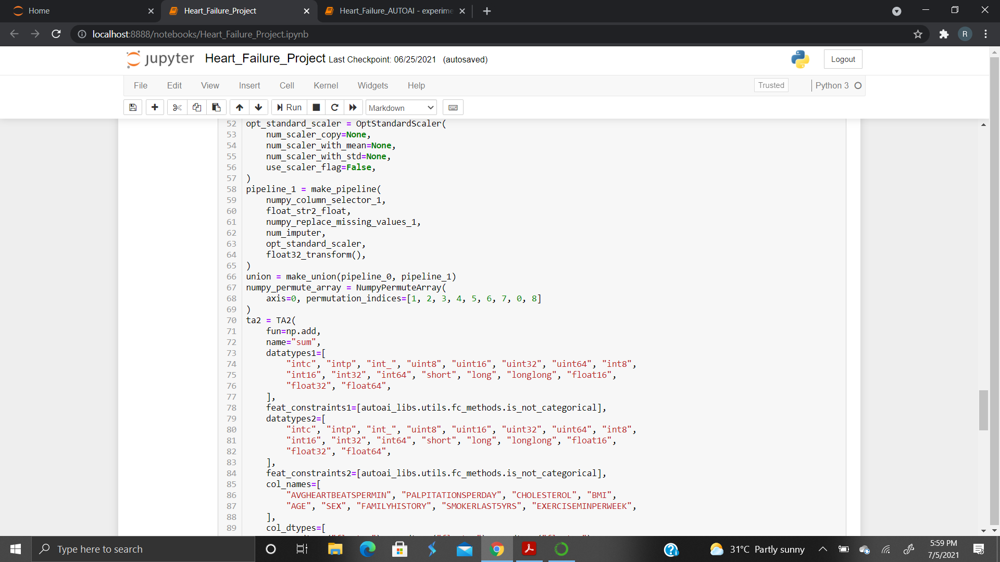 Home
Heart_Failure_Project
Heart_Failure_AUTOAI - experime
localhost:8888/notebooks/Heart_Failure_Project.ipynb
R
jupyter Heart_Failure_Project Last Checkpoint: 06/25/2021 (autosaved)
Logout
File Edit View Insert Cell Kernel Widgets Help
Trusted
Python 3
Run
Markdown
52 opt_standard_scaler = OptStandardScaler(
53     num_scaler_copy=None,
54     num_scaler_with_mean=None,
55     num_scaler_with_std=None,
56     use_scaler_flag=False,
57 )
58 pipeline_1 = make_pipeline(
59     numpy_column_selector_1,
60     float_str2_float,
61     numpy_replace_missing_values_1,
62     num_imputer,
63     opt_standard_scaler,
64     float32_transform(),
65 )
66 union = make_union(pipeline_0, pipeline_1)
67 numpy_permute_array = NumpyPermuteArray(
68     axis=0, permutation_indices=[1, 2, 3, 4, 5, 6, 7, 0, 8]
69 )
70 ta2 = TA2(
71     fun=np.add,
72     name="sum",
73     datatypes1=[
74         "intc", "intp", "int_", "uint8", "uint16", "uint32", "uint64", "int8",
75         "int16", "int32", "int64", "short", "long", "longlong", "float16",
76         "float32", "float64",
77     ],
78     feat_constraints1=[autoai_libs.utils.fc_methods.is_not_categorical],
79     datatypes2=[
80         "intc", "intp", "int_", "uint8", "uint16", "uint32", "uint64", "int8",
81         "int16", "int32", "int64", "short", "long", "longlong", "float16",
82         "float32", "float64",
83     ],
84     feat_constraints2=[autoai_libs.utils.fc_methods.is_not_categorical],
85     col_names=[
86         "AVGHEARTBEATSPERMIN", "PALPITATIONSPERDAY", "CHOLESTEROL", "BMI",
87         "AGE", "SEX", "FAMILYHISTORY", "SMOKERLAST5YRS", "EXERCISEMINPERWEEK",
88     ],
89     col_dtypes=[
Type here to search
31°C Partly sunny
5:59 PM
7/5/2021